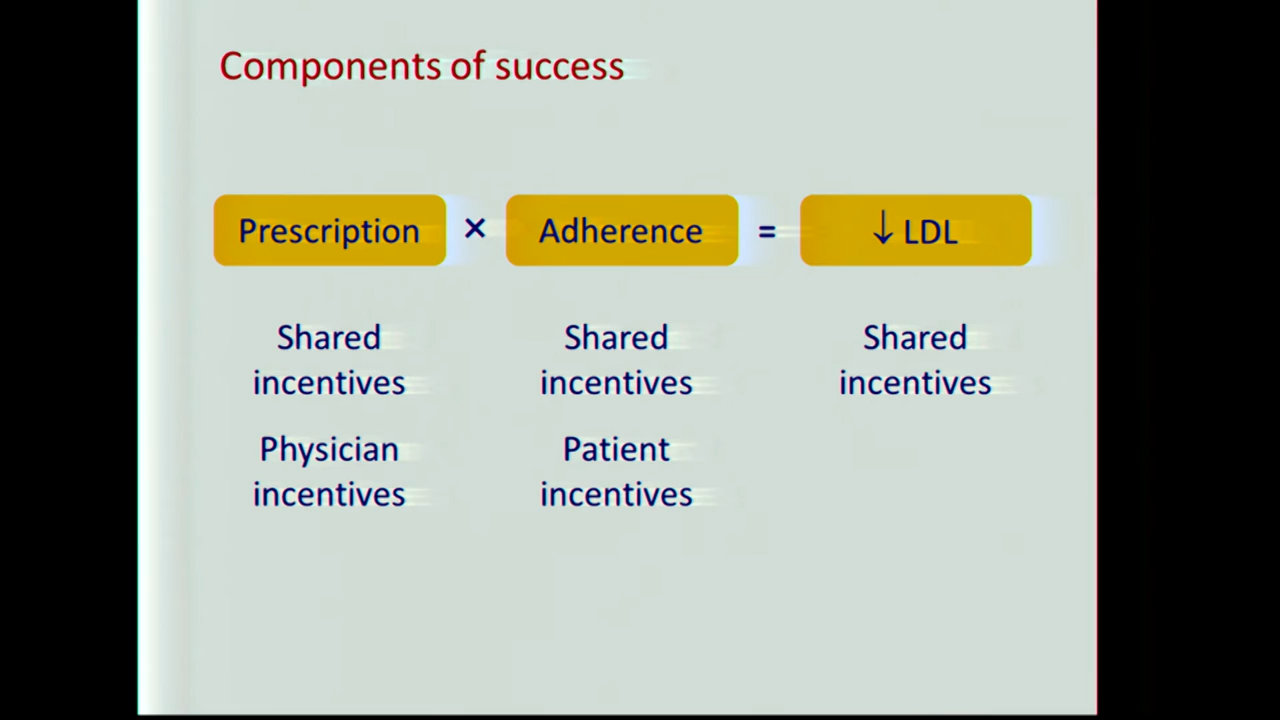 Components of success
Prescription × Adherence = ↓ LDL
Shared incentives
Shared incentives
Shared incentives
Physician incentives
Patient incentives